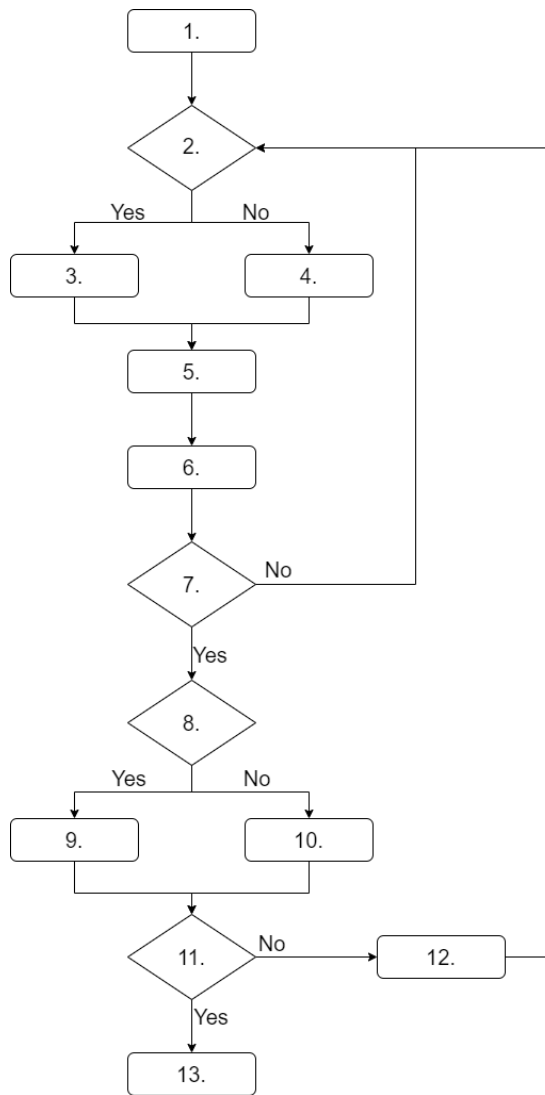 1.
2.
Yes No
3. 4.
5.
6.
7. No
Yes
8.
Yes No
9. 10.
11. No 12.
Yes
13.